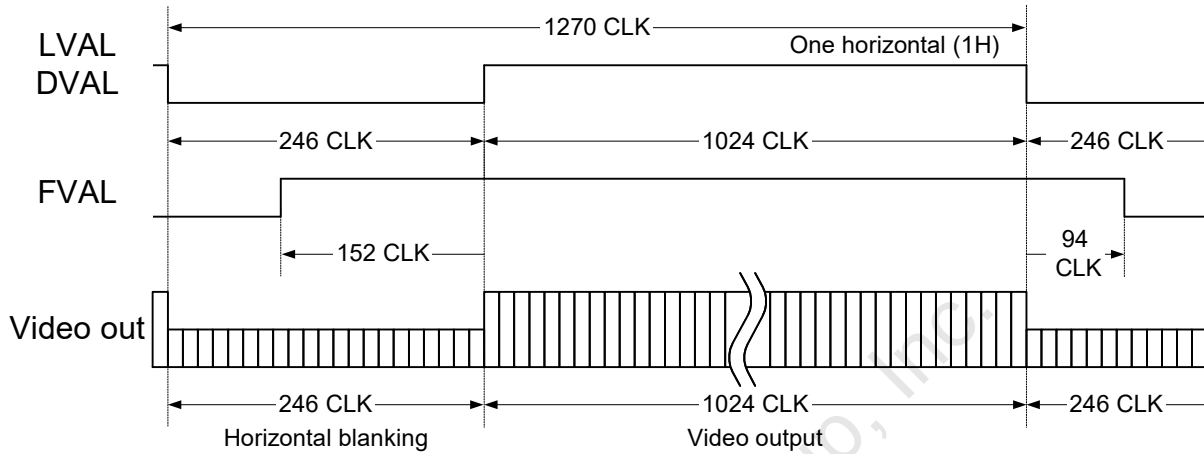 1270 CLK
LVAL
DVAL
One horizontal (1H)
246 CLK
1024 CLK
246 CLK
FVAL
152 CLK
94
CLK
Video out
246 CLK
1024 CLK
246 CLK
Horizontal blanking
Video output
Inc.